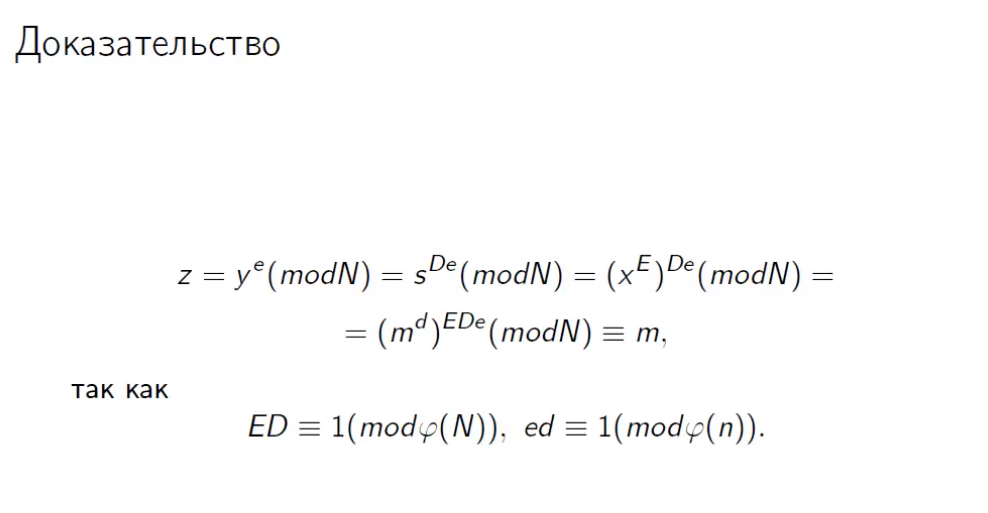 Доказательство
z = y^e(modN) = s^{De}(modN) = (x^E)^{De}(modN) =
= (m^d)^{EDe}(modN) ≡ m,
так как
ED ≡ 1(modφ(N)), ed ≡ 1(modφ(n)).